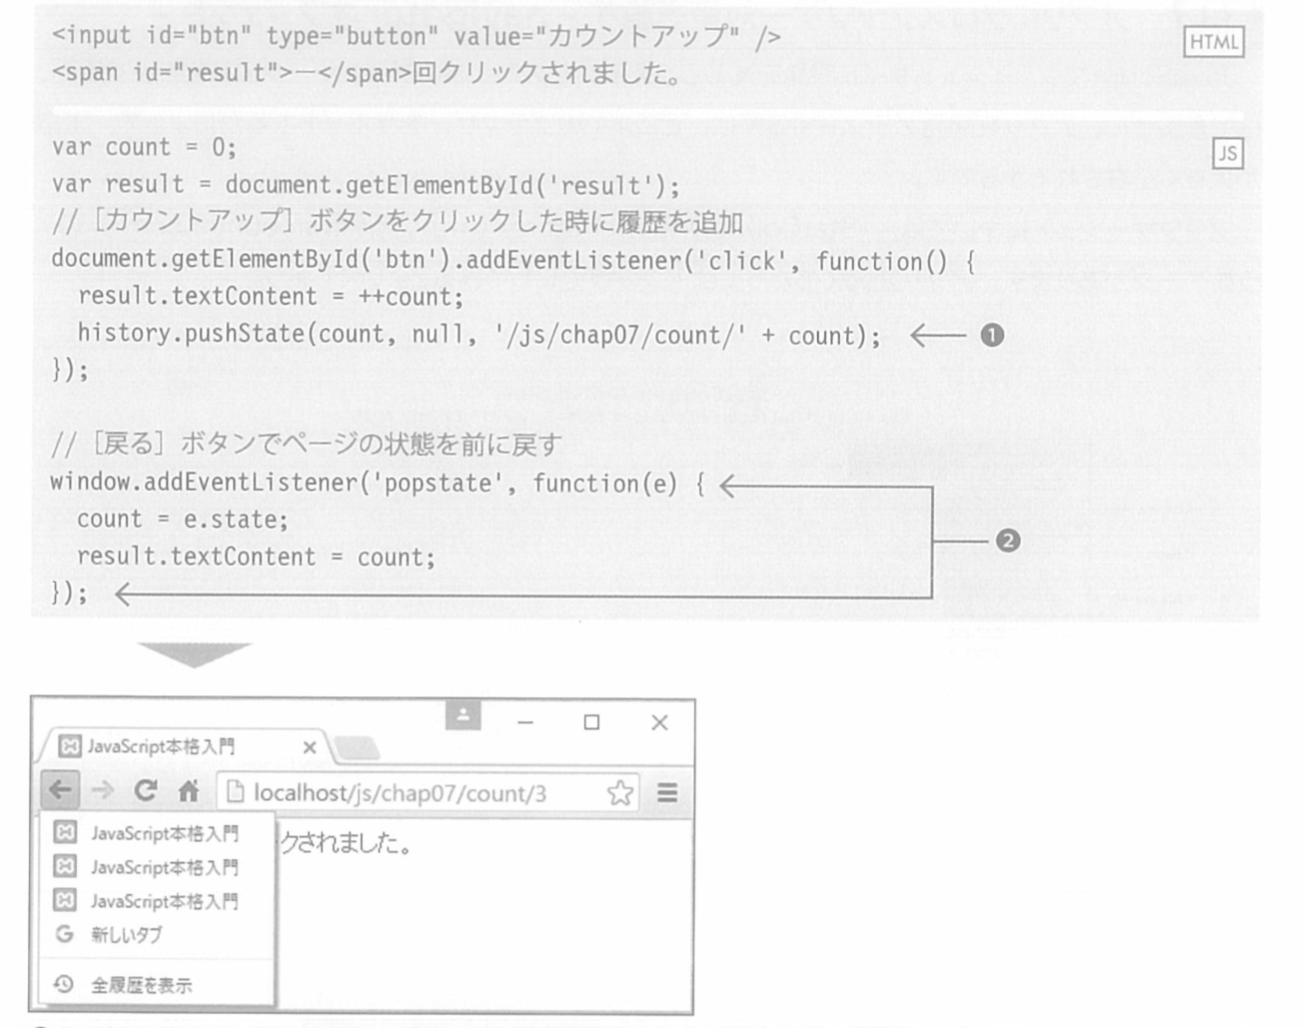 <input id="btn" type="button" value="カウントアップ" />
HTML
<span id="result">―</span>回クリックされました。
var count = 0;
JS
var result = document.getElementById('result');
// ［カウントアップ］ボタンをクリックした時に履歴を追加
document.getElementById('btn').addEventListener('click', function() {
  result.textContent = ++count;
  history.pushState(count, null, '/js/chap07/count/' + count); ← ❶
});
// ［戻る］ボタンでページの状態を前に戻す
window.addEventListener('popstate', function(e) {
  count = e.state;
❷
  result.textContent = count;
});
JavaScript本格入門
localhost/js/chap07/count/3
JavaScript本格入門
クされました。
JavaScript本格入門
JavaScript本格入門
新しいタブ
全履歴を表示